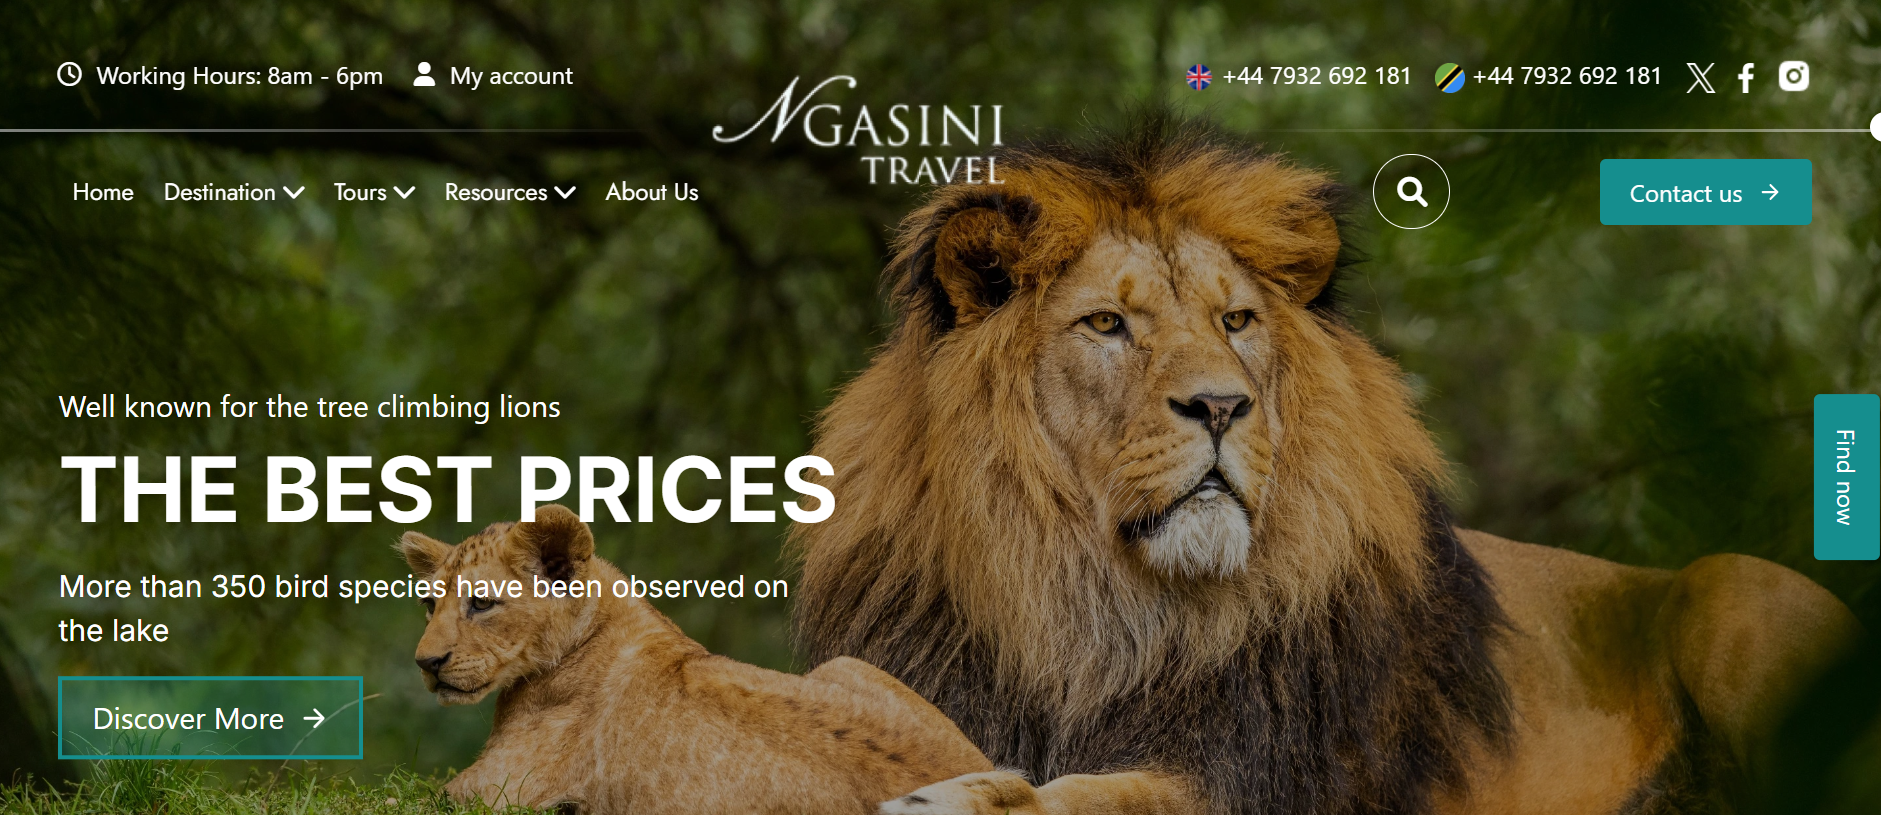 Working Hours: 8am - 6pm
My account
NGASINI
TRAVEL
+44 7932 692 181
+44 7932 692 181
Home
Destination
Tours
Resources
About Us
Contact us
Well known for the tree climbing lions
THE BEST PRICES
More than 350 bird species have been observed on
the lake
Discover More
Find now